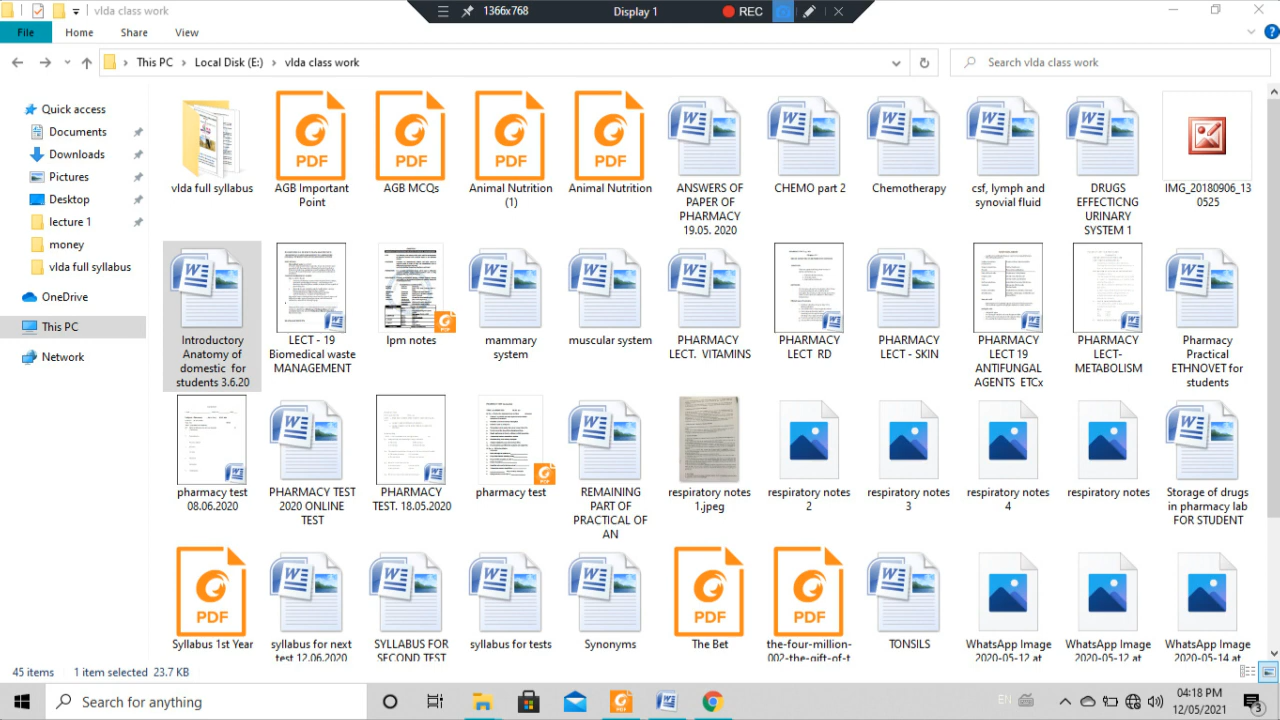 vlda class work
1366x768
Display 1
REC
File
Home
Share
View
This PC
Local Disk (E:)
vlda class work
Search vlda class work
Quick access
Documents
Downloads
Pictures
Desktop
lecture 1
money
vlda full syllabus
OneDrive
This PC
Network
vlda full syllabus
PDF
AGB Important
Point
PDF
AGB MCQs
PDF
Animal Nutrition
(1)
PDF
Animal Nutrition
ANSWERS OF
PAPER OF
PHARMACY
19.05. 2020
CHEMO part 2
Chemotherapy
csf, lymph and
synovial fluid
DRUGS
EFFECTICNG
URINARY
SYSTEM 1
IMG_20180906_13
0525
Introductory
Anatomy of
domestic for
students 3.6.20
LECT - 19
Biomedical waste
MANAGEMENT
lpm notes
mammary
system
muscular system
PHARMACY
LECT. VITAMINS
PHARMACY
LECT RD
PHARMACY
LECT - SKIN
PHARMACY
LECT 19
ANTIFUNGAL
AGENTS ETCx
PHARMACY
LECT-
METABOLISM
Pharmacy
Practical
ETHNOVET for
students
pharmacy test
08.06.2020
PHARMACY TEST
2020 ONLINE
TEST
PHARMACY
TEST. 18.05.2020
pharmacy test
REMAINING
PART OF
PRACTICAL OF
AN
respiratory notes
1.jpeg
respiratory notes
2
respiratory notes
3
respiratory notes
4
respiratory notes
Storage of drugs
in pharmacy lab
FOR STUDENT
PDF
Syllabus 1st Year
syllabus for next
test 12.06.2020
SYLLABUS FOR
SECOND TEST
syllabus for tests
Synonyms
PDF
The Bet
PDF
the-four-million-
002-the-gift-of-t
TONSILS
WhatsApp Image
2020-05-12 at
WhatsApp Image
2020-05-12 at
WhatsApp Image
2020-05-14 at
45 items
1 item selected 23.7 KB
Search for anything
EN
04:18 PM
12/05/2021
3